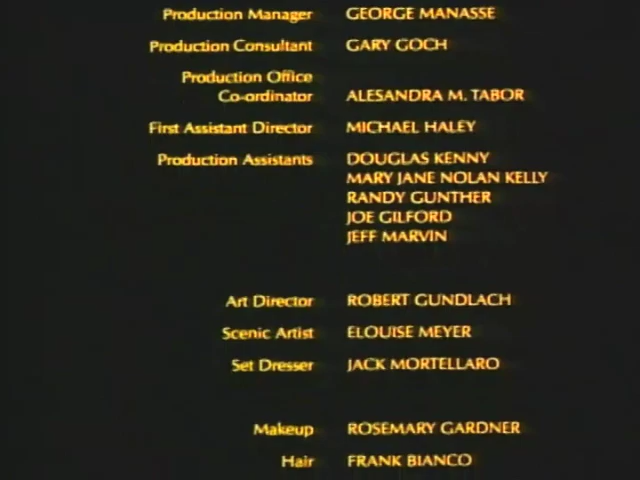 Production Manager GEORGE MANASSE
Production Consultant GARY GOCH
Production Office
Co-ordinator ALESANDRA M. TABOR
First Assistant Director MICHAEL HALEY
Production Assistants DOUGLAS KENNY
MARY JANE NOLAN KELLY
RANDY GUNTHER
JOE GILFORD
JEFF MARVIN
Art Director ROBERT GUNDLACH
Scenic Artist ELOUISE MEYER
Set Dresser JACK MORTELLARO
Makeup ROSEMARY GARDNER
Hair FRANK BIANCO